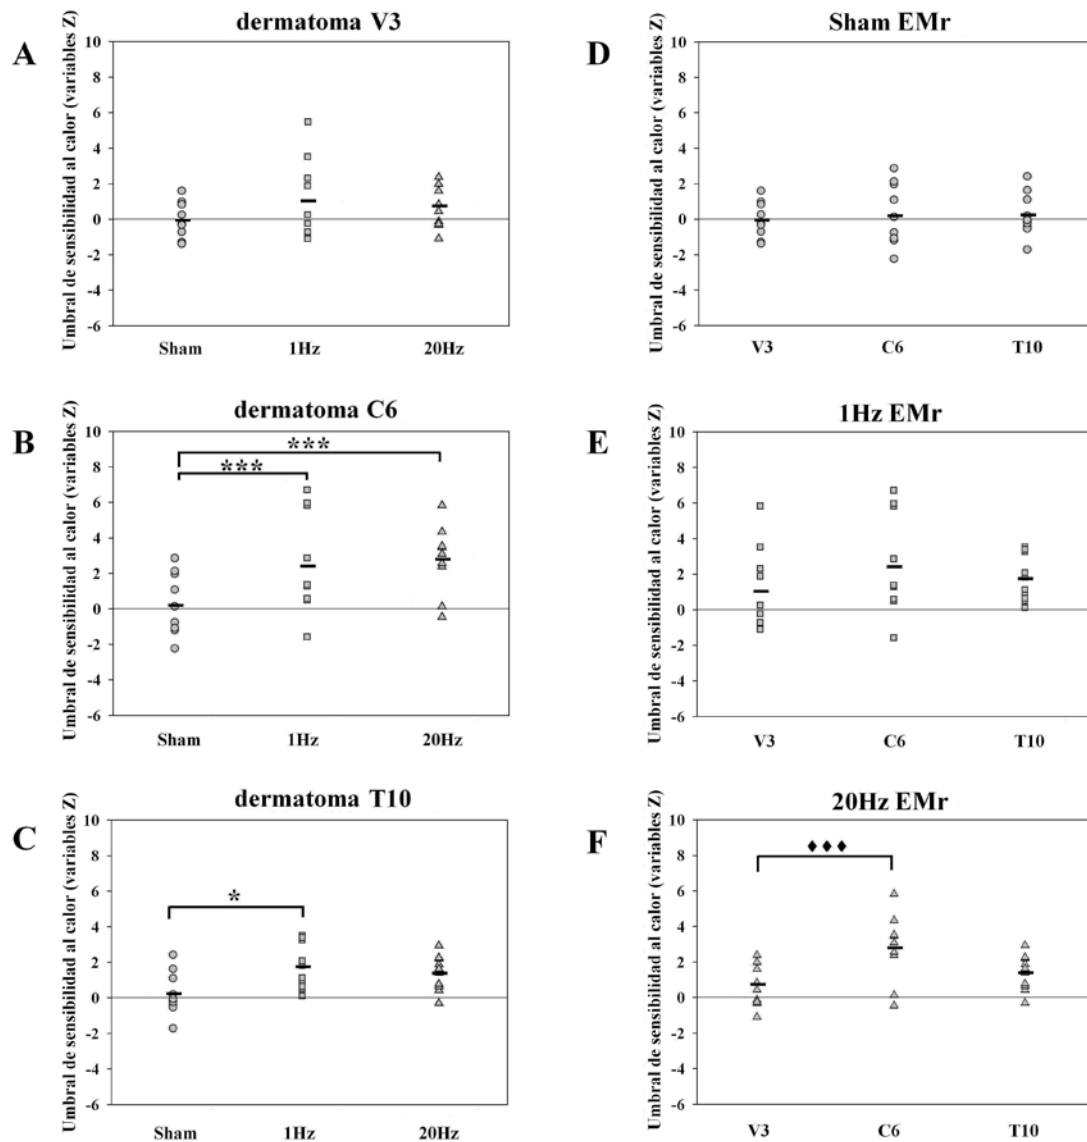 A
dermatoma V3
Umbral de sensibilidad al calor (variables Z)
10
8
6
4
2
0
-2
-4
-6
Sham 1Hz 20Hz
B
dermatoma C6
Umbral de sensibilidad al calor (variables Z)
10
8
6
4
2
0
-2
-4
-6
***
***
Sham 1Hz 20Hz
C
dermatoma T10
Umbral de sensibilidad al calor (variables Z)
10
8
6
4
2
0
-2
-4
-6
*
Sham 1Hz 20Hz
D
Sham EMr
Umbral de sensibilidad al calor (variables Z)
10
8
6
4
2
0
-2
-4
-6
V3 C6 T10
E
1Hz EMr
Umbral de sensibilidad al calor (variables Z)
10
8
6
4
2
0
-2
-4
-6
V3 C6 T10
F
20Hz EMr
Umbral de sensibilidad al calor (variables Z)
10
8
6
4
2
0
-2
-4
-6
♦♦♦
V3 C6 T10